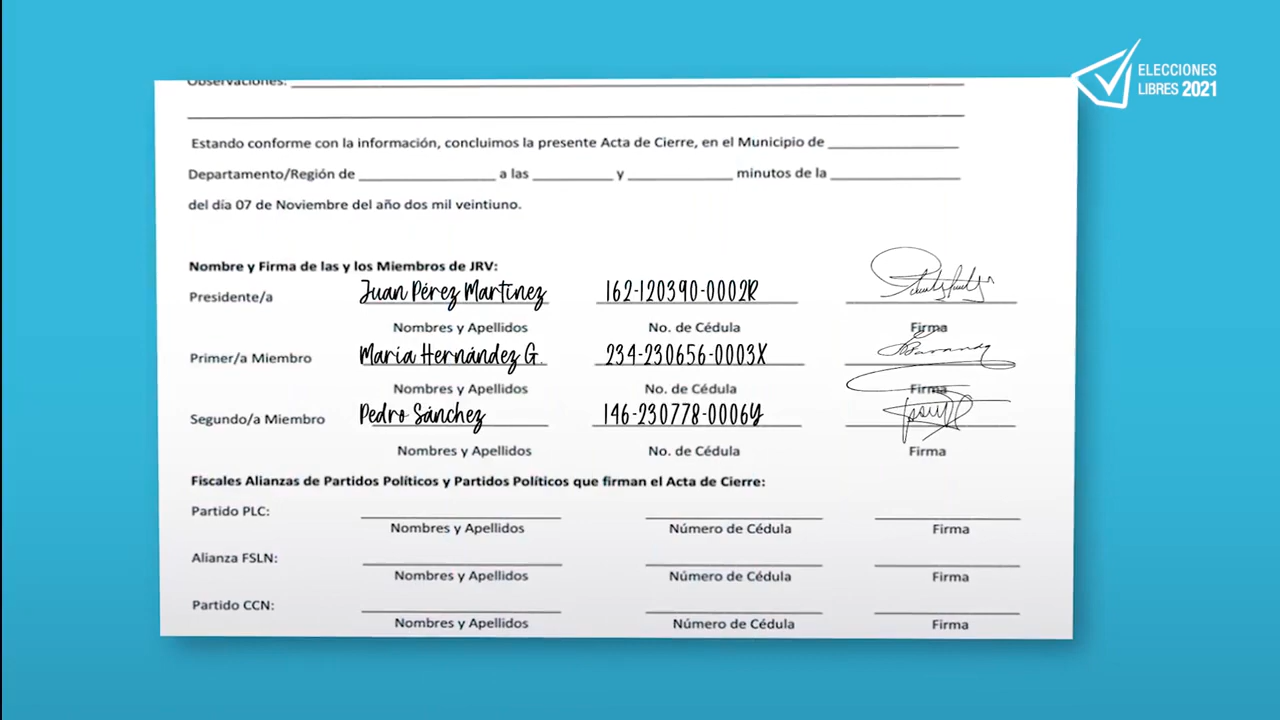 ELECCIONES
LIBRES 2021
Observaciones:
Estando conforme con la información, concluimos la presente Acta de Cierre, en el Municipio de
Departamento/Región de a las y minutos de la
del día 07 de Noviembre del año dos mil veintiuno.
Nombre y Firma de las y los Miembros de JRV:
Presidente/a Juan Pérez Martínez 162-120390-0002R
Nombres y Apellidos No. de Cédula Firma
Primer/a Miembro María Hernández G. 234-230656-0003X
Nombres y Apellidos No. de Cédula Firma
Segundo/a Miembro Pedro Sánchez 146-230778-0006Y
Nombres y Apellidos No. de Cédula Firma
Fiscales Alianzas de Partidos Políticos y Partidos Políticos que firman el Acta de Cierre:
Partido PLC:
Nombres y Apellidos Número de Cédula Firma
Alianza FSLN:
Nombres y Apellidos Número de Cédula Firma
Partido CCN:
Nombres y Apellidos Número de Cédula Firma